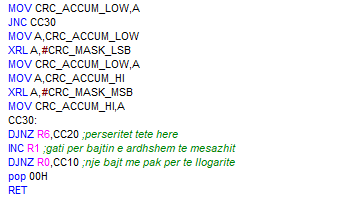 MOV CRC_ACCUM_LOW,A
JNC CC30
MOV A,CRC_ACCUM_LOW
XRL A,#CRC_MASK_LSB
MOV CRC_ACCUM_LOW,A
MOV A,CRC_ACCUM_HI
XRL A,#CRC_MASK_MSB
MOV CRC_ACCUM_HI,A
CC30:
DJNZ R6,CC20 ;perseritet tete here
INC R1 ;gati per bajtin e ardhshem te mesazhit
DJNZ R0,CC10 ;nje bajt me pak per te llogarite
pop 00H
RET